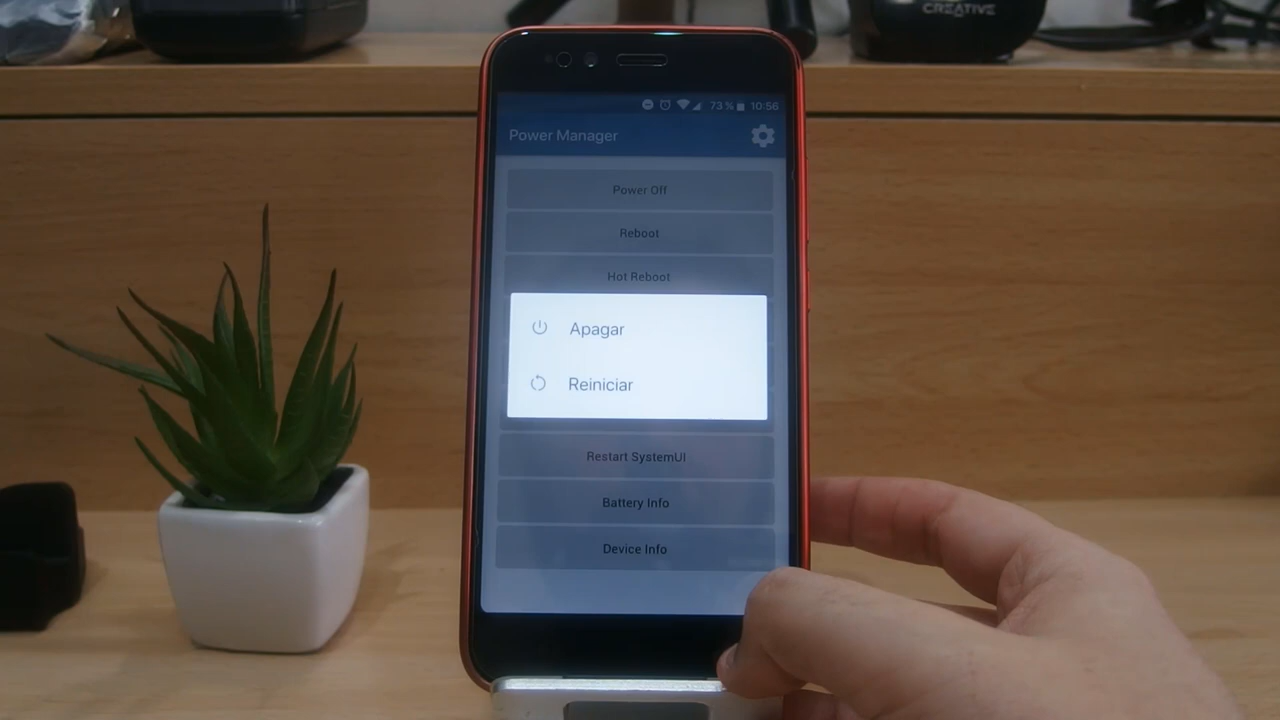 CREATIVE
73% 10:56
Power Manager
Power Off
Reboot
Hot Reboot
Apagar
Reiniciar
Restart SystemUI
Battery Info
Device Info